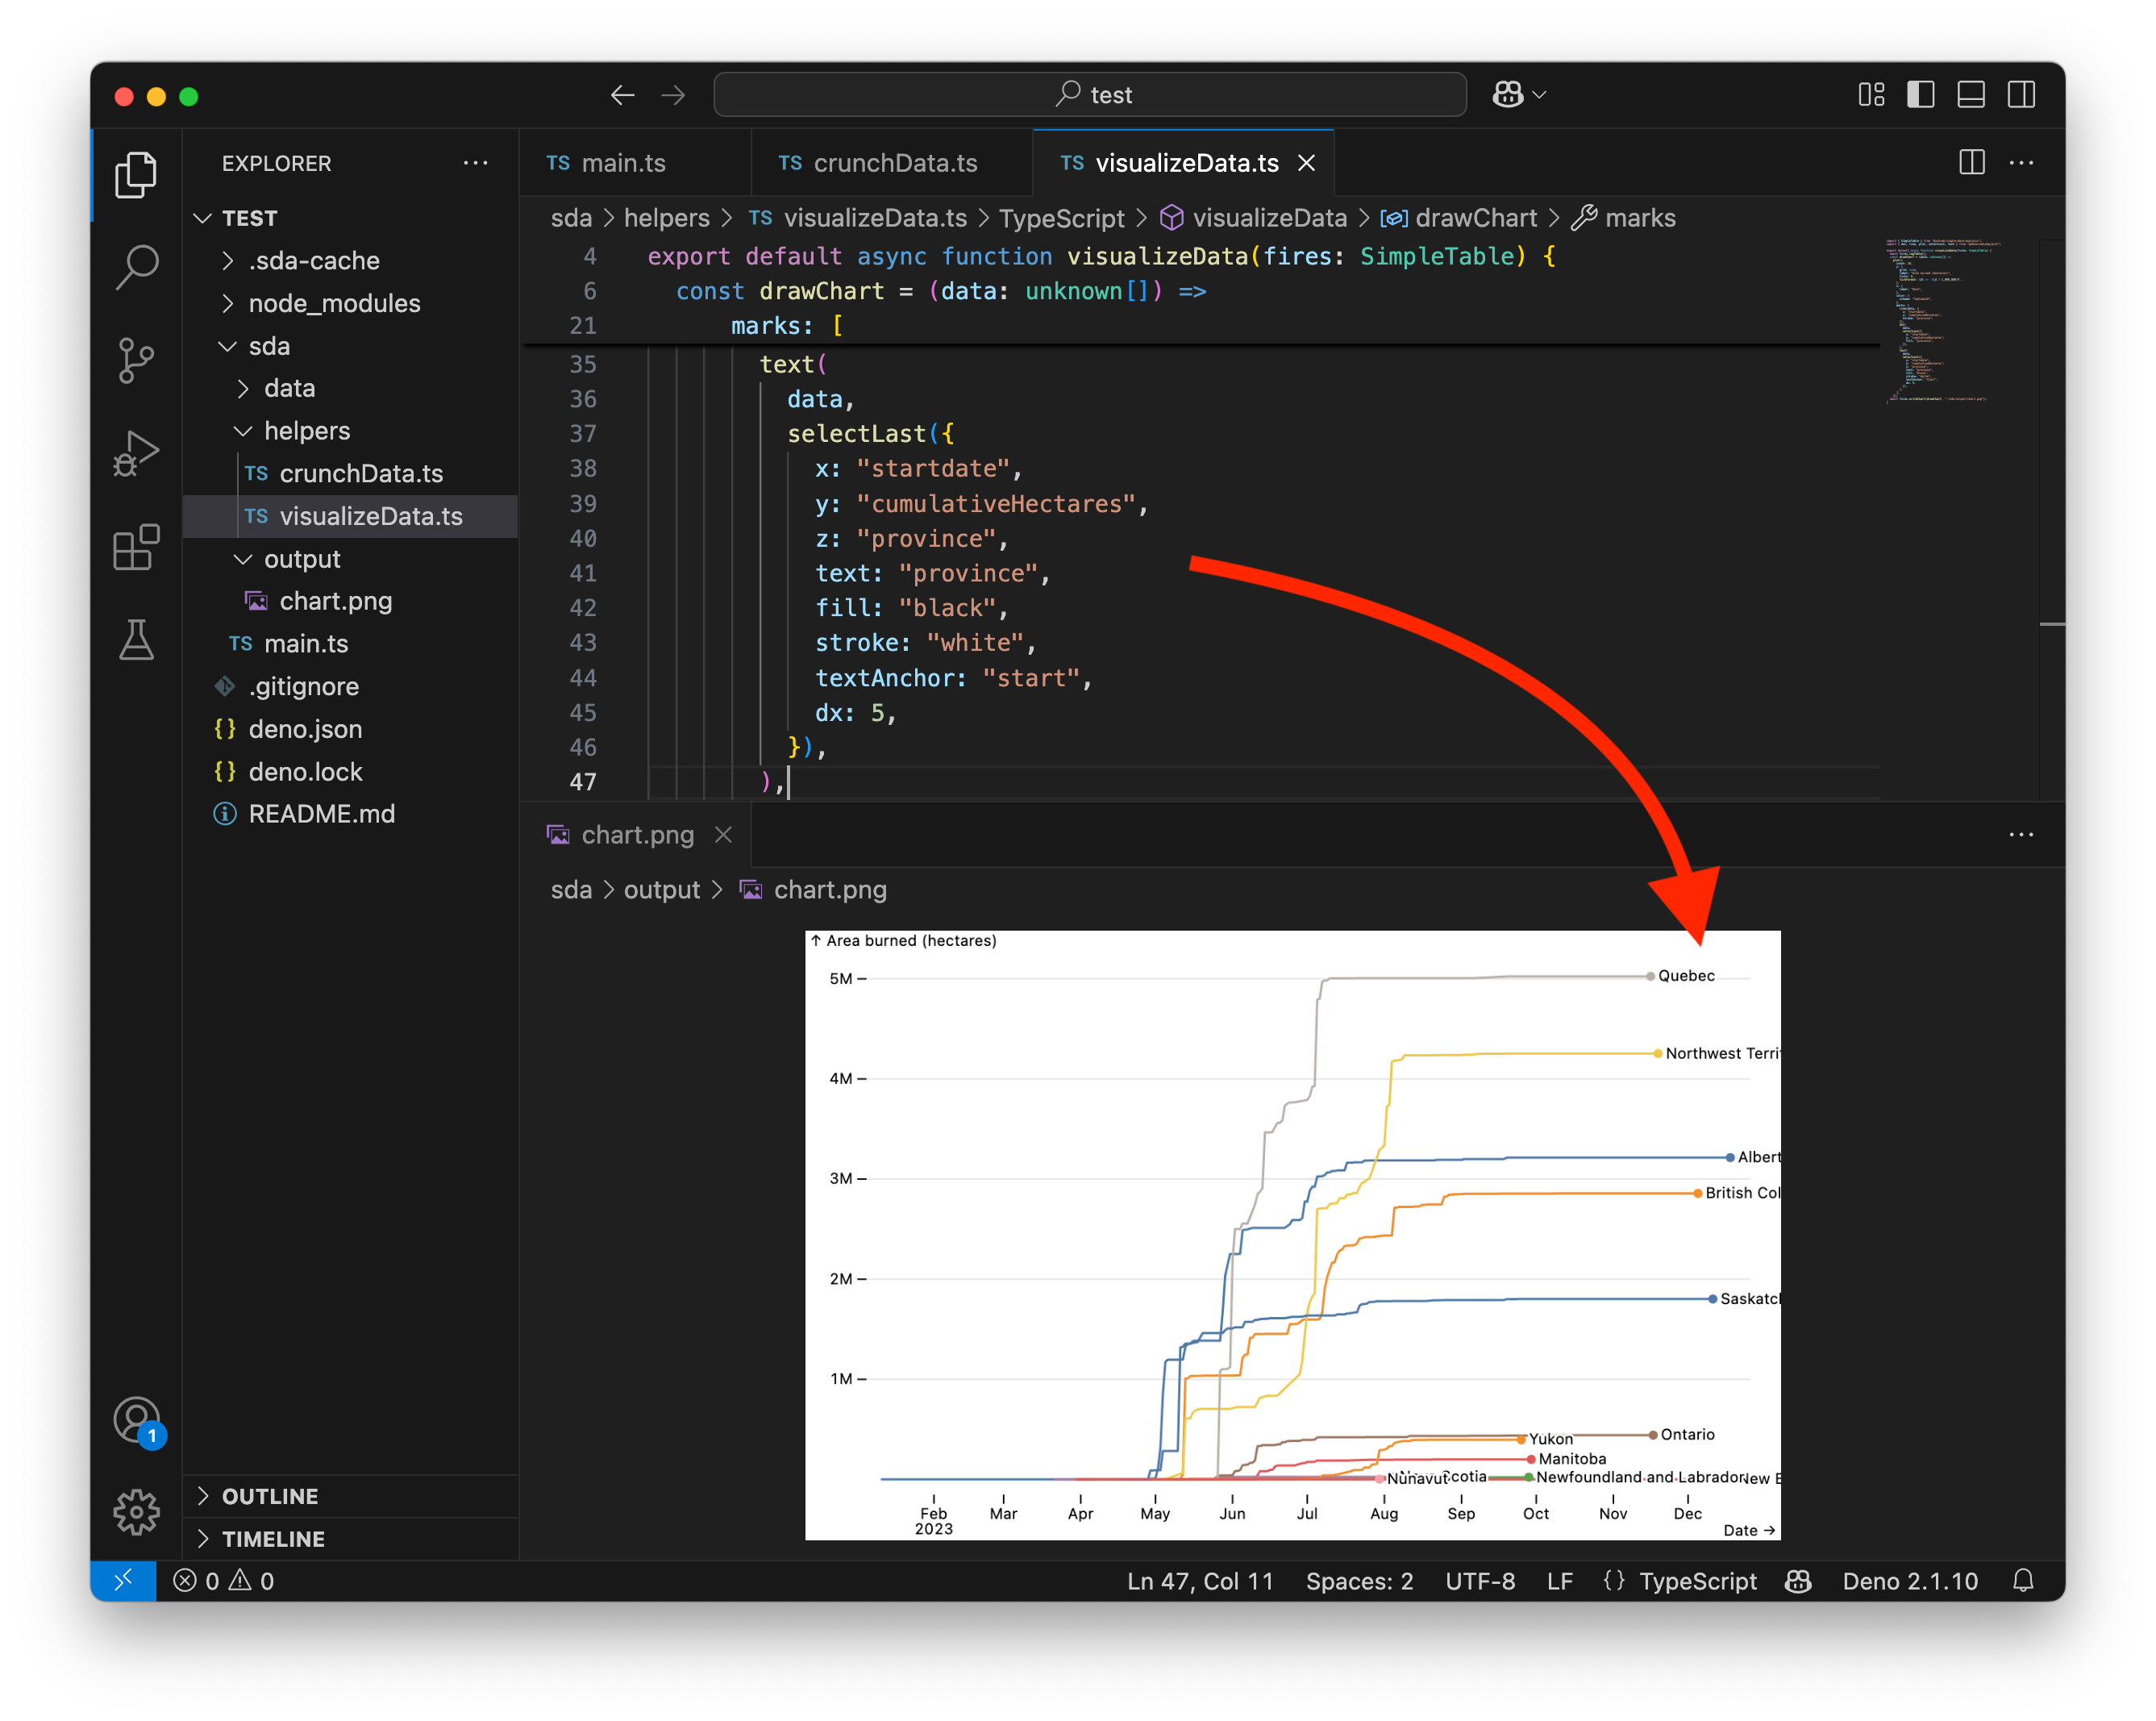 test
EXPLORER
TEST
.sda-cache
node_modules
sda
data
helpers
TS crunchData.ts
TS visualizeData.ts
output
chart.png
TS main.ts
.gitignore
{} deno.json
{} deno.lock
README.md
OUTLINE
TIMELINE
1
TS main.ts
TS crunchData.ts
TS visualizeData.ts
sda > helpers > TS visualizeData.ts > TypeScript > visualizeData > drawChart > marks
4 export default async function visualizeData(fires: SimpleTable) {
6 const drawChart = (data: unknown[]) =>
21 marks: [
35 text(
36 data,
37 selectLast({
38 x: "startdate",
39 y: "cumulativeHectares",
40 z: "province",
41 text: "province",
42 fill: "black",
43 stroke: "white",
44 textAnchor: "start",
45 dx: 5,
46 }),
47 ),
chart.png
sda > output > chart.png
↑ Area burned (hectares)
5M
4M
3M
2M
1M
Quebec
Northwest Terri
Albert
British Col
Saskatc
Ontario
Yukon
Manitoba
Nunavut
Scotia
Newfoundland and Labrador
New B
Feb Mar Apr May Jun Jul Aug Sep Oct Nov Dec
2023
Date →
0 0
Ln 47, Col 11 Spaces: 2 UTF-8 LF {} TypeScript Deno 2.1.10